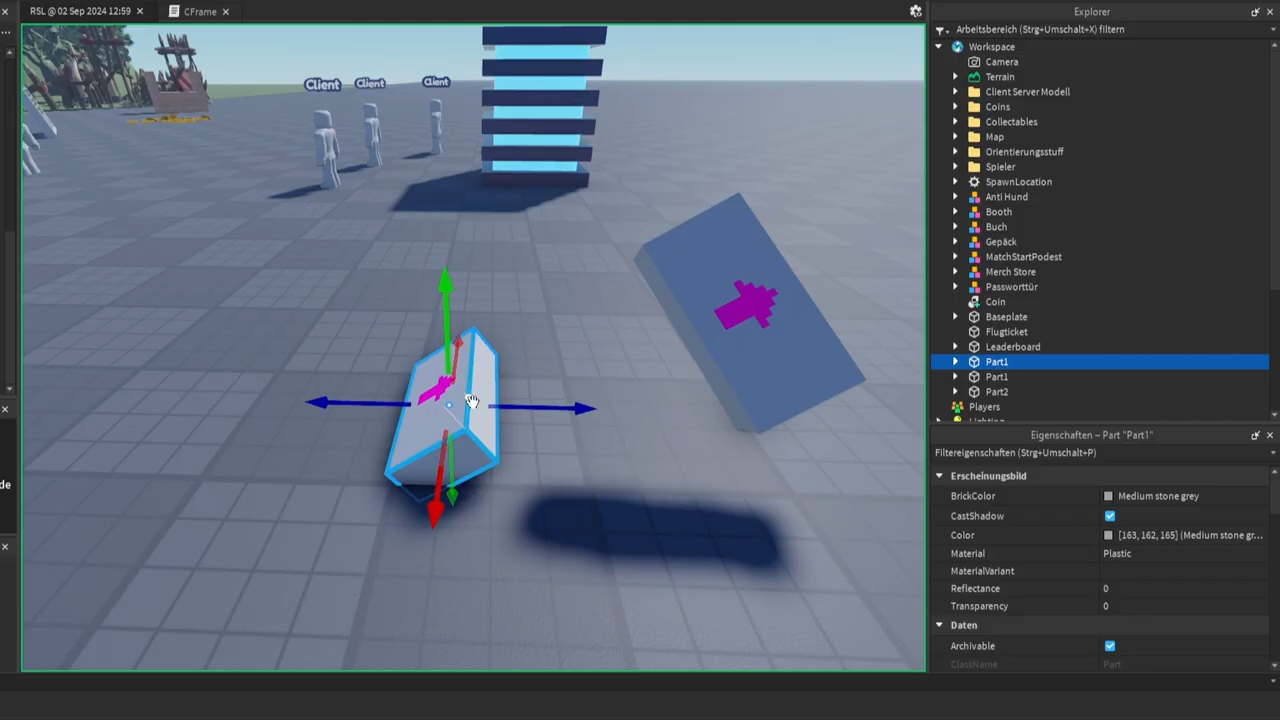 RSL @ 02 Sep 2024 12:59
CFrame
Client
Client
Client
de
Explorer
Arbeitsbereich (Strg+Umschalt+X) filtern
Workspace
Camera
Terrain
Client Server Modell
Coins
Collectables
Map
Orientierungsstuff
Spieler
SpawnLocation
Anti Hund
Booth
Buch
Gepäck
MatchStartPodest
Merch Store
Passworttür
Coin
Baseplate
Flugticket
Leaderboard
Part1
Part1
Part2
Players
Eigenschaften – Part "Part1"
Filtereigenschaften (Strg+Umschalt+P)
Erscheinungsbild
BrickColor Medium stone grey
CastShadow
Color [163, 162, 165] (Medium stone gr...
Material Plastic
MaterialVariant
Reflectance 0
Transparency 0
Daten
Archivable
ClassName Part